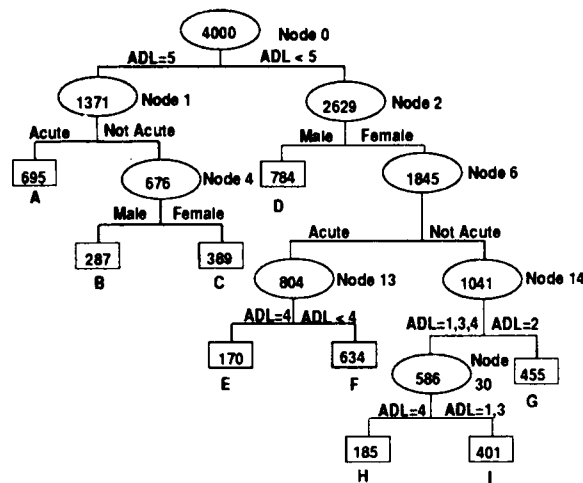 4000 Node 0
ADL=5 ADL < 5
1371 Node 1 2629 Node 2
Acute Not Acute Male Female
695 676 Node 4 784 1845 Node 6
A D
Male Female Acute Not Acute
287 389 804 Node 13 1041 Node 14
B C
ADL=4 ADL < 4 ADL=1,3,4 ADL=2
170 634 586 Node 30 455
E F G
ADL=4 ADL=1,3
185 401
H I